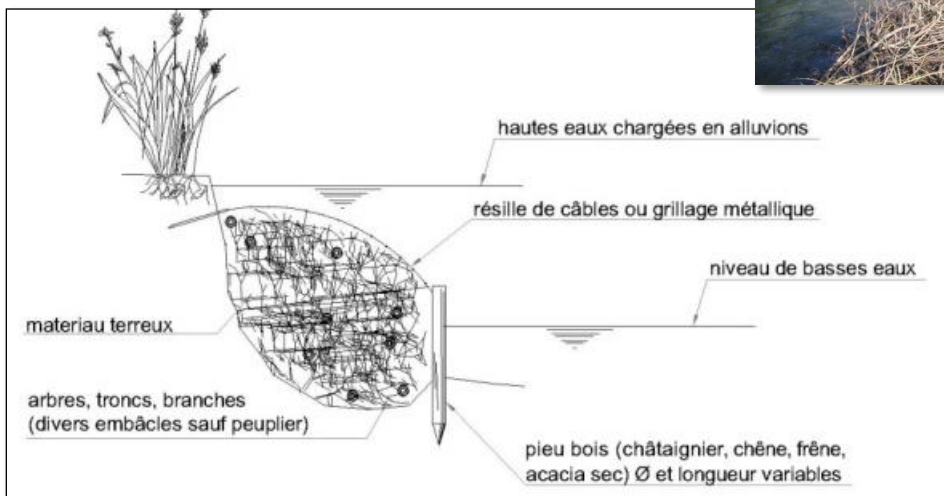 hautes eaux chargées en alluvions
résille de câbles ou grillage métallique
niveau de basses eaux
materiau terreux
arbres, troncs, branches
(divers embâcles sauf peuplier)
pieu bois (châtaignier, chêne, frêne,
acacia sec) Ø et longueur variables